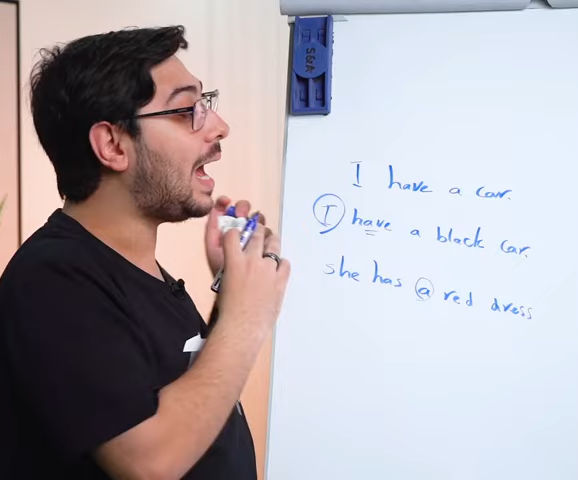 S&A
I have a car.
I have a black car.
she has a red dress